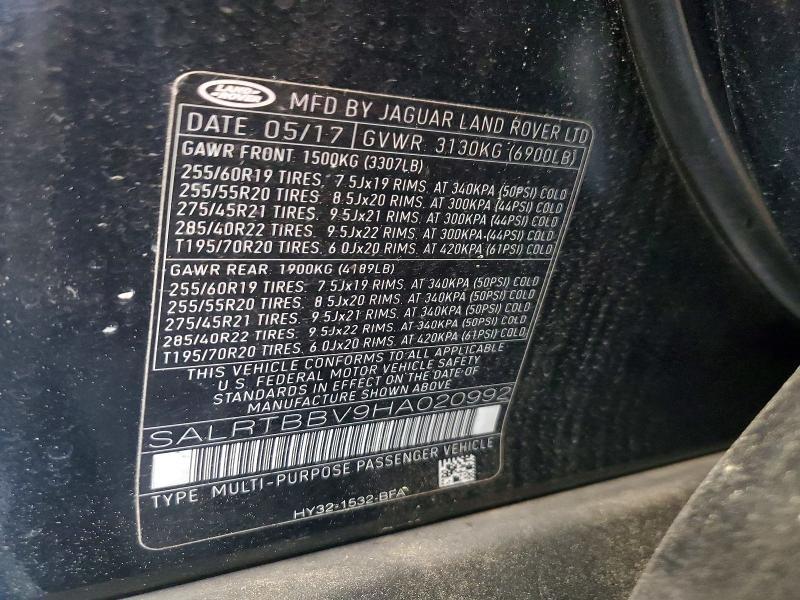 LAND ROVER MFD BY JAGUAR LAND ROVER LTD
DATE 05/17 GVWR 3130KG (6900LB)
GAWR FRONT 1500KG (3307LB)
255/60R19 TIRES. 7.5Jx19 RIMS. AT 340KPA (50PSI) COLD
255/55R20 TIRES. 8.5Jx20 RIMS. AT 300KPA (44PSI) COLD
275/45R21 TIRES. 9.5Jx21 RIMS. AT 300KPA (44PSI) COLD
285/40R22 TIRES. 9.5Jx22 RIMS. AT 300KPA (44PSI) COLD
T195/70R20 TIRES. 6.0Jx20 RIMS. AT 420KPA (61PSI) COLD
GAWR REAR 1900KG (4189LB)
255/60R19 TIRES. 7.5Jx19 RIMS. AT 340KPA (50PSI) COLD
255/55R20 TIRES. 8.5Jx20 RIMS. AT 340KPA (50PSI) COLD
275/45R21 TIRES. 9.5Jx21 RIMS. AT 340KPA (50PSI) COLD
285/40R22 TIRES. 9.5Jx22 RIMS. AT 340KPA (50PSI) COLD
T195/70R20 TIRES. 6.0Jx20 RIMS. AT 420KPA (61PSI) COLD
THIS VEHICLE CONFORMS TO ALL APPLICABLE
U.S. FEDERAL MOTOR VEHICLE SAFETY
STANDARDS IN EFFECT ON THE DATE OF
MANUFACTURE SHOWN ABOVE
SALRTBBV9HA020992
TYPE MULTI-PURPOSE PASSENGER VEHICLE
HY32-1532-BFA